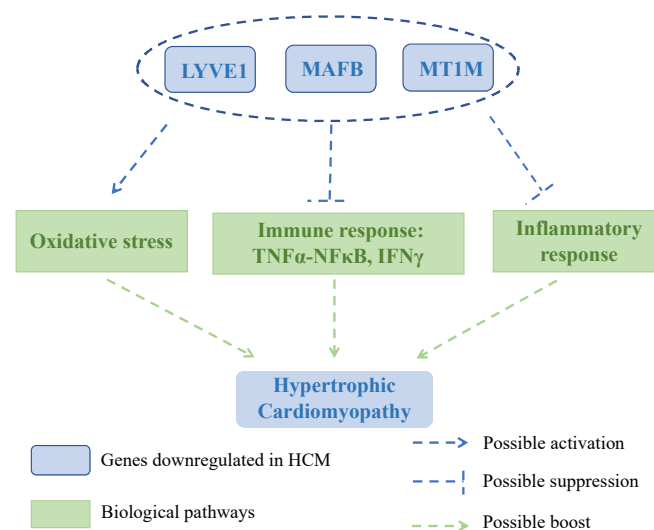 LYVE1
MAFB
MT1M
Oxidative stress
Immune response:
TNFα-NFκB, IFNγ
Inflammatory
response
Hypertrophic
Cardiomyopathy
Genes downregulated in HCM
Biological pathways
Possible activation
Possible suppression
Possible boost